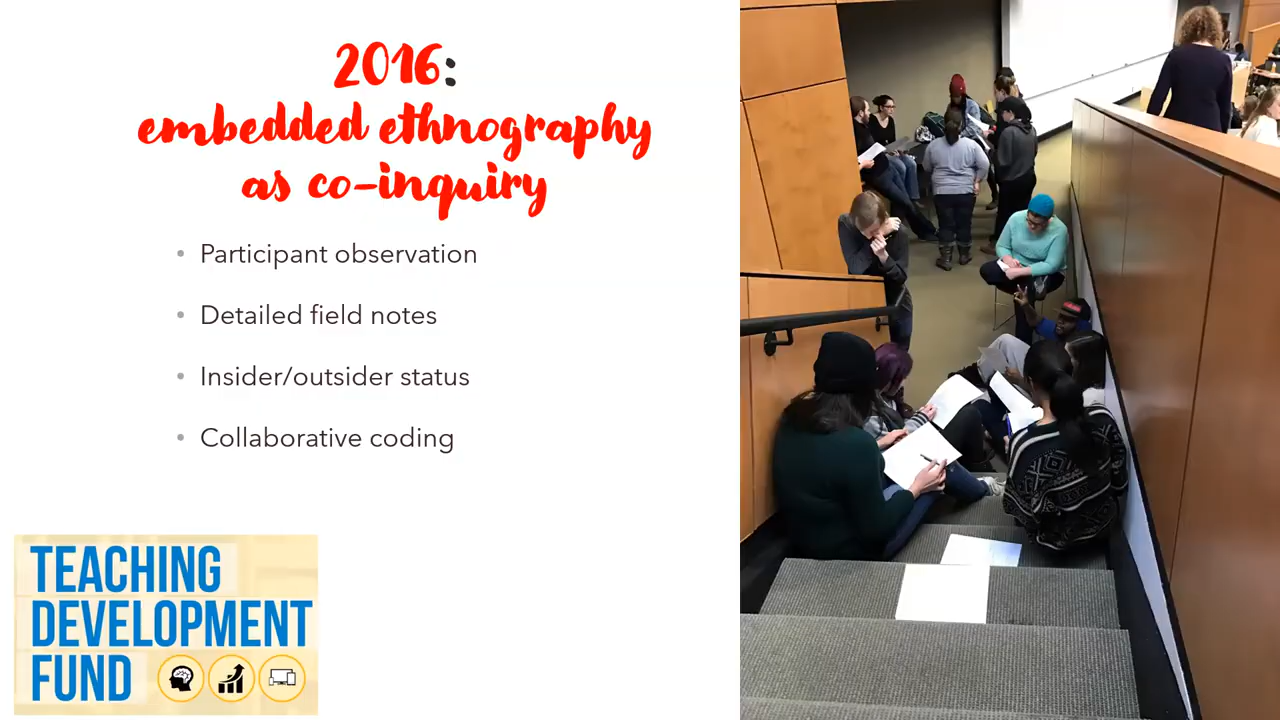 2016:
embedded ethnography
as co-inquiry
• Participant observation
• Detailed field notes
• Insider/outsider status
• Collaborative coding
TEACHING
DEVELOPMENT
FUND